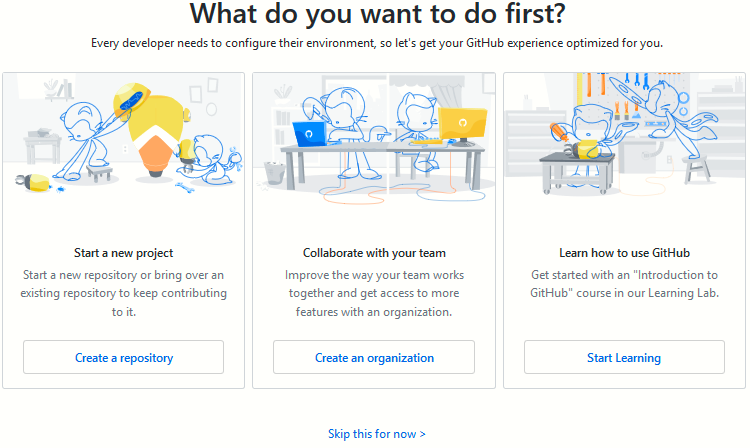 What do you want to do first?
Every developer needs to configure their environment, so let's get your GitHub experience optimized for you.
Start a new project
Start a new repository or bring over an
existing repository to keep contributing
to it.
Create a repository
Collaborate with your team
Improve the way your team works
together and get access to more
features with an organization.
Create an organization
Learn how to use GitHub
Get started with an "Introduction to
GitHub" course in our Learning Lab.
Start Learning
Skip this for now >